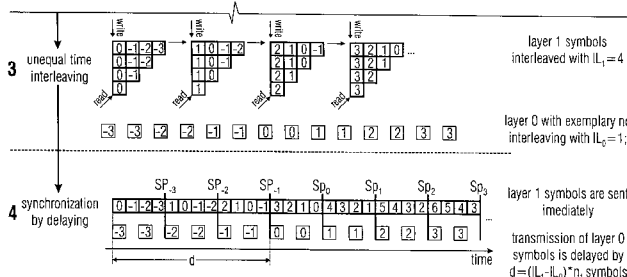 write write write write
3 unequal time
interleaving
0 -1 -2 -3 1 0 -1 -2 2 1 0 -1 3 2 1 0 ...
0 -1 -2 1 0 -1 2 1 0 3 2 1
0 -1 1 0 2 1 3 2
0 1 2 3
read read read read
layer 1 symbols
interleaved with IL1=4
-3 -3 -2 -2 -1 -1 0 0 1 1 2 2 3 3
layer 0 with exemplary no
interleaving with IL0=1;
SP-3 SP-2 SP-1 Sp0 Sp1 Sp2 Sp3
4 synchronization
by delaying
0 -1 -2 -3 1 0 -1 -2 2 1 0 -1 3 2 1 0 4 3 2 1 5 4 3 2 6 5 4 3 ...
-3 -3 -2 -2 -1 -1 0 0 1 1 2 2 3 3
d
time
layer 1 symbols are sent
imediately
transmission of layer 0
symbols is delayed by
d=(IL1-IL0)*n, symbols